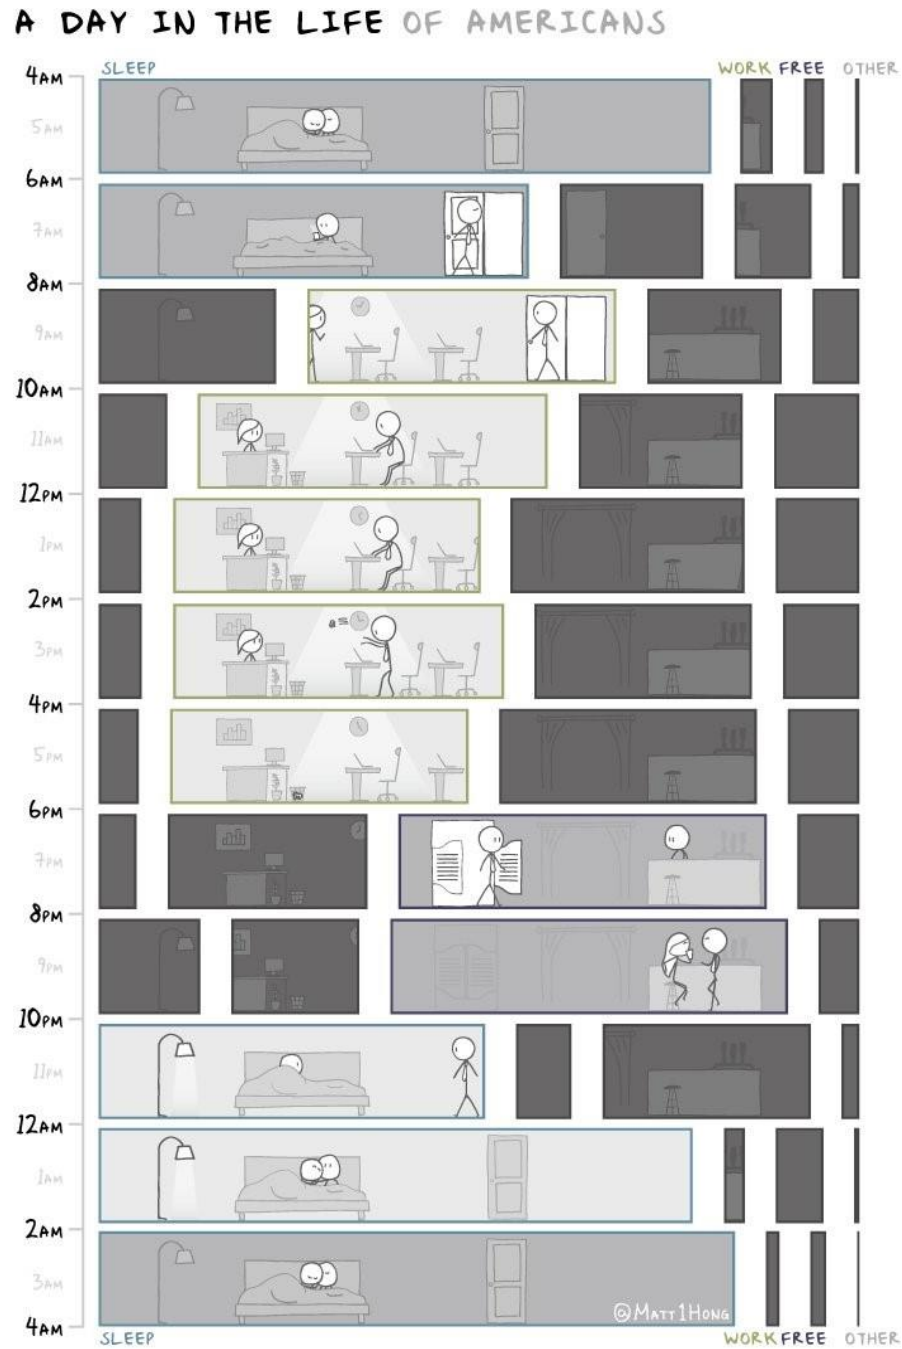 A DAY IN THE LIFE OF AMERICANS
SLEEP WORK FREE OTHER
4AM
5AM
6AM
7AM
8AM
9AM
10AM
11AM
12PM
1PM
2PM
3PM
4PM
5PM
6PM
7PM
8PM
9PM
10PM
11PM
12AM
1AM
2AM
3AM
@MATT1HONG
4AM
SLEEP WORK FREE OTHER